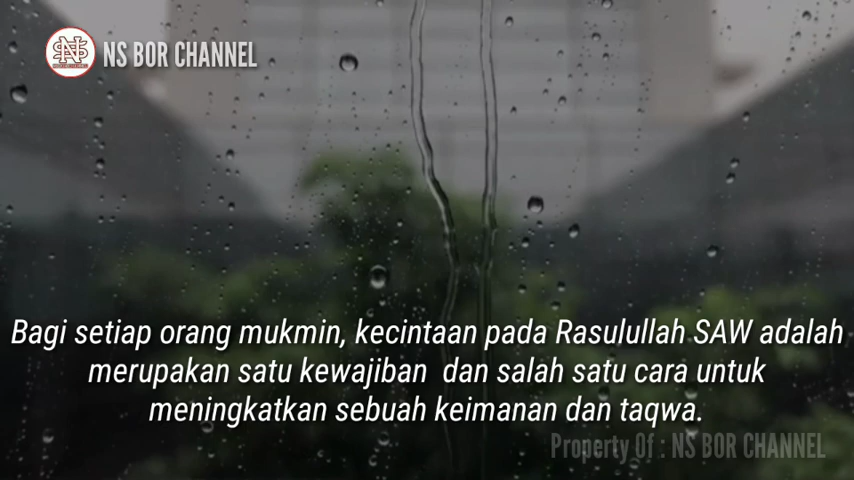 NS BOR CHANNEL
Bagi setiap orang mukmin, kecintaan pada Rasulullah SAW adalah
merupakan satu kewajiban dan salah satu cara untuk
meningkatkan sebuah keimanan dan taqwa.
Property Of : NS BOR CHANNEL